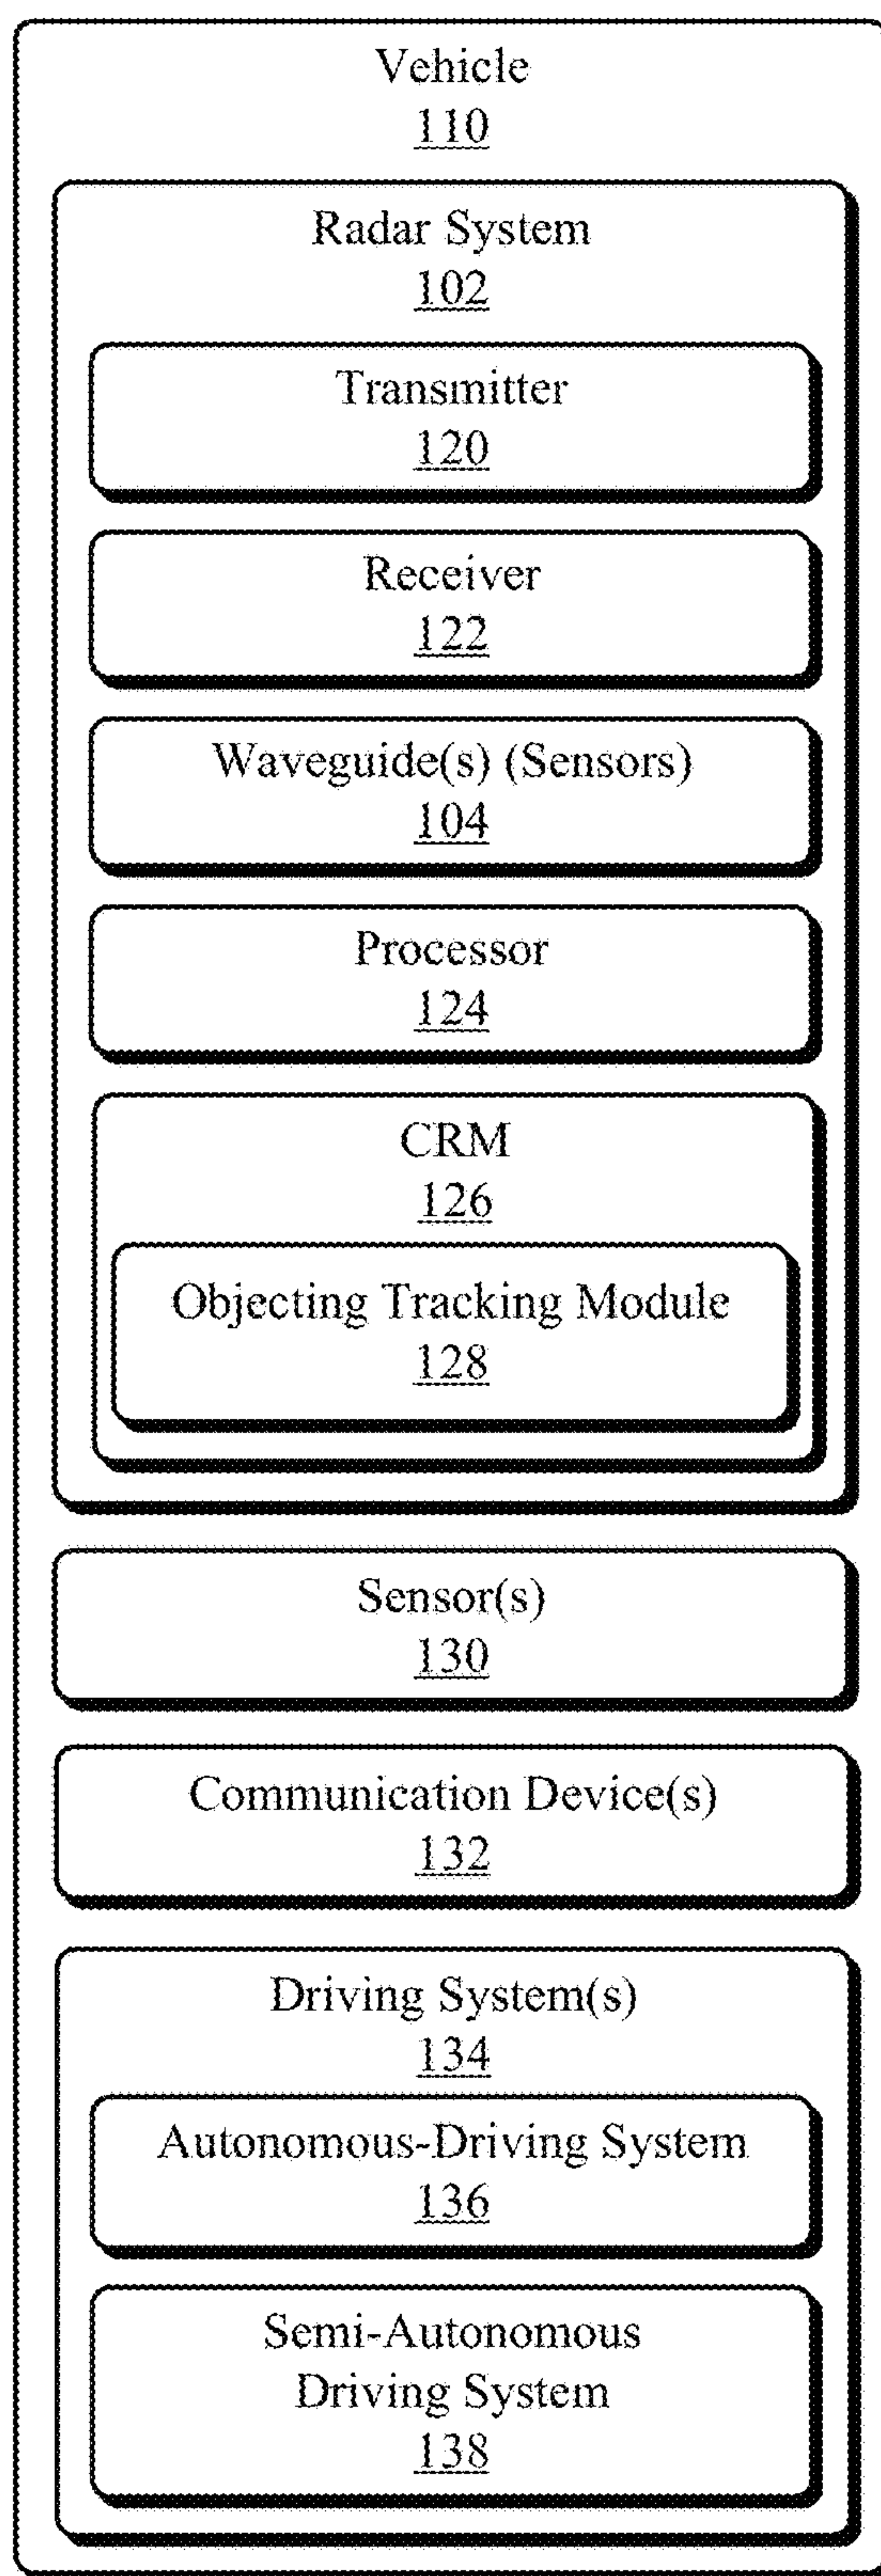 Vehicle
110
Radar System
102
Transmitter
120
Receiver
122
Waveguide(s) (Sensors)
104
Processor
124
CRM
126
Objecting Tracking Module
128
Sensor(s)
130
Communication Device(s)
132
Driving System(s)
134
Autonomous-Driving System
136
Semi-Autonomous
Driving System
138